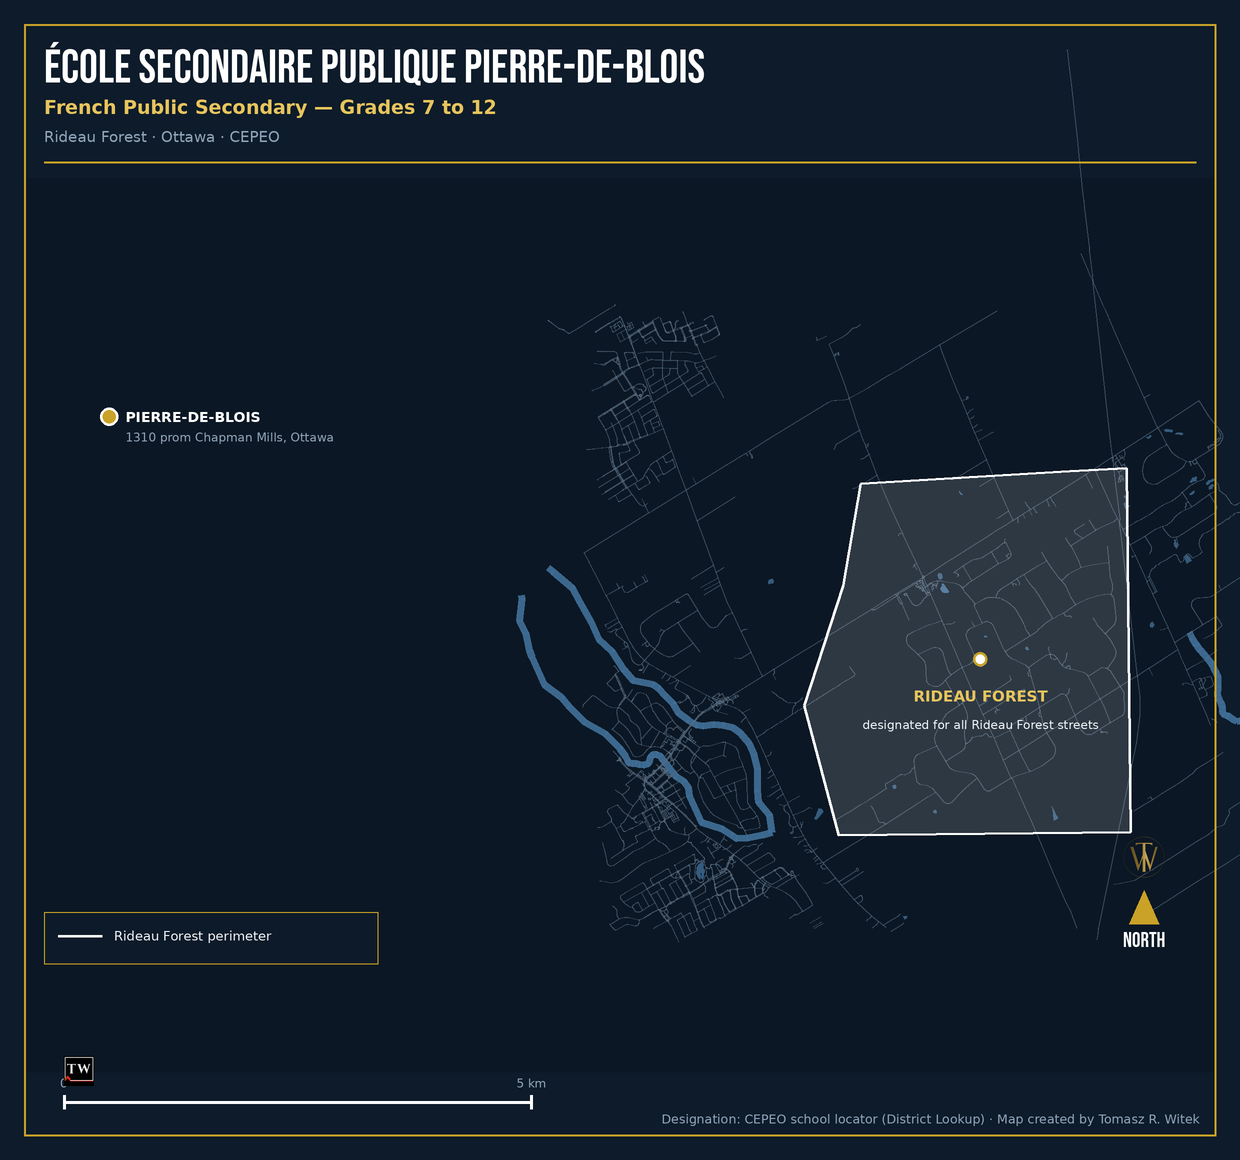 ÉCOLE SECONDAIRE PUBLIQUE PIERRE-DE-BLOIS
French Public Secondary — Grades 7 to 12
Rideau Forest · Ottawa · CEPEO
PIERRE-DE-BLOIS
1310 prom Chapman Mills, Ottawa
RIDEAU FOREST
designated for all Rideau Forest streets
TW
NORTH
Rideau Forest perimeter
TW
0 5 km
Designation: CEPEO school locator (District Lookup) · Map created by Tomasz R. Witek